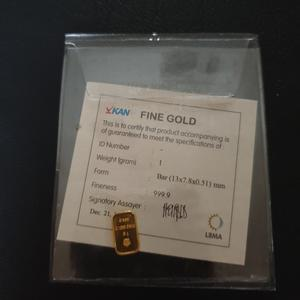 KAN FINE GOLD
This is to certify that product accompanying is
of guaranteed to meet the specifications of
ID Number -
Weight (gram) : 1
Form : Bar (13x7.8x0.51) mm
Fineness : 999.9
Signatory Assayer :
Dec. 21,
LBMA